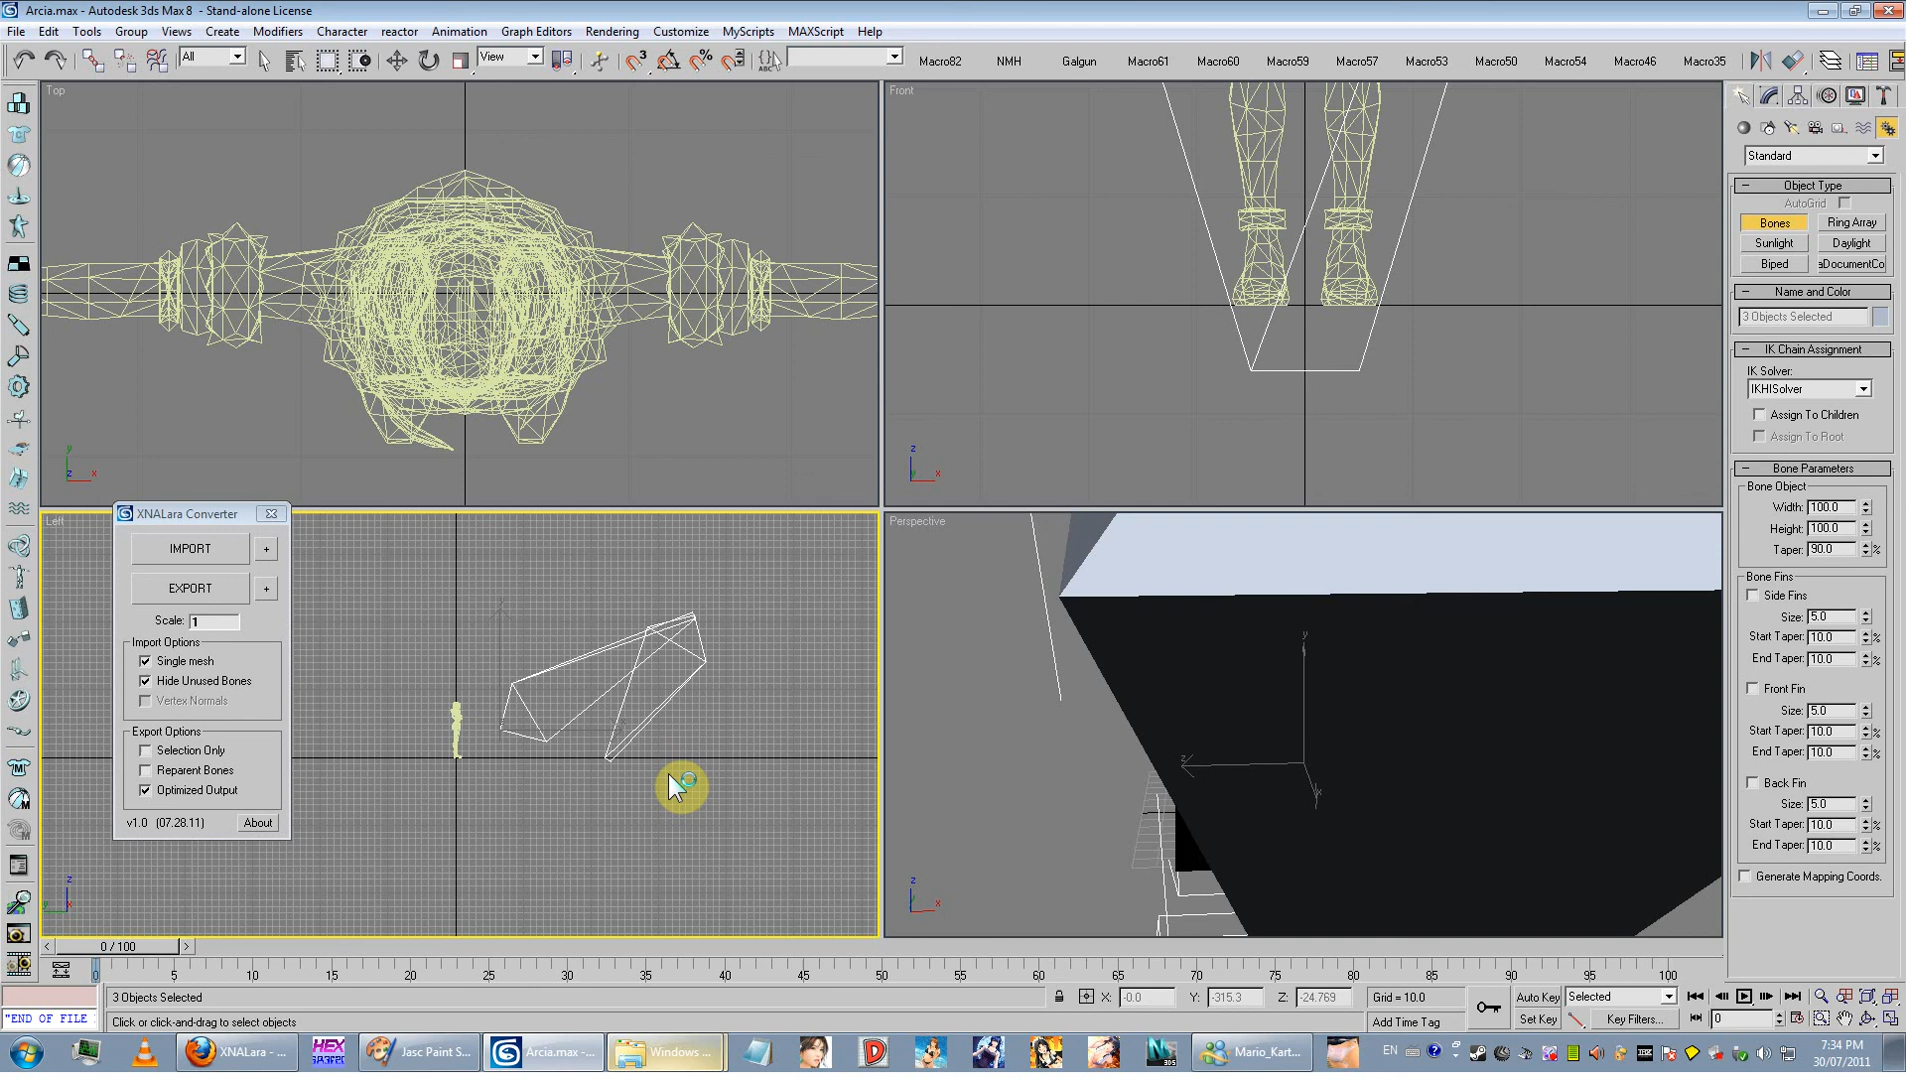 Arcia.max - Autodesk 3ds Max 8 - Stand-alone License
File Edit Tools Group Views Create Modifiers Character reactor Animation Graph Editors Rendering Customize MyScripts MAXScript Help
All View Macro82 NMH Galgun Macro61 Macro60 Macro59 Macro57 Macro53 Macro50 Macro54 Macro46 Macro35
Top
Front
Standard
Object Type
AutoGrid
Bones Ring Array
Sunlight Daylight
Biped aDocumentCo
Name and Color
3 Objects Selected
IK Chain Assignment
IK Solver:
IKHISolver
Assign To Children
Assign To Root
Bone Parameters
Bone Object
Width: 100.0
Height: 100.0
Taper: 90.0 %
Bone Fins
Side Fins
Size: 5.0
Start Taper: 10.0 %
End Taper: 10.0 %
Front Fin
Size: 5.0
Start Taper: 10.0 %
End Taper: 10.0 %
Back Fin
Size: 5.0
Start Taper: 10.0 %
End Taper: 10.0 %
Generate Mapping Coords.
Left
Perspective
XNALara Converter
IMPORT +
EXPORT +
Scale: 1
Import Options
Single mesh
Hide Unused Bones
Vertex Normals
Export Options
Selection Only
Reparent Bones
Optimized Output
v1.0 (07.28.11) About
0 / 100
0 5 10 15 20 25 30 35 40 45 50 55 60 65 70 75 80 85 90 95 100
3 Objects Selected X: -0.0 Y: -315.3 Z: -24.769 Grid = 10.0 Auto Key Selected
"END OF FILE Click or click-and-drag to select objects Add Time Tag Set Key Key Filters... 0
XNALara - ... HEX Jasc Paint S... Arcia.max -... Windows ... Mario_Kart... EN 7:34 PM
30/07/2011